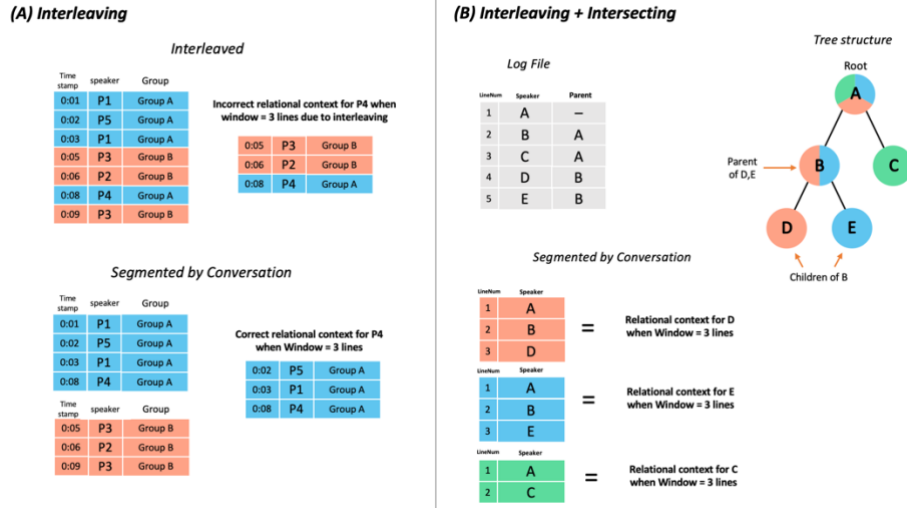 (A) Interleaving
Interleaved
Time stamp speaker Group
0:01 P1 Group A
0:02 P5 Group A
0:03 P1 Group A
0:05 P3 Group B
0:06 P2 Group B
0:08 P4 Group A
0:09 P3 Group B
Incorrect relational context for P4 when
window = 3 lines due to interleaving
0:05 P3 Group B
0:06 P2 Group B
0:08 P4 Group A
Segmented by Conversation
Time stamp speaker Group
0:01 P1 Group A
0:02 P5 Group A
0:03 P1 Group A
0:08 P4 Group A
Time stamp speaker Group
0:05 P3 Group B
0:06 P2 Group B
0:09 P3 Group B
Correct relational context for P4
when Window = 3 lines
0:02 P5 Group A
0:03 P1 Group A
0:08 P4 Group A
(B) Interleaving + Intersecting
Log File
LineNum Speaker Parent
1 A –
2 B A
3 C A
4 D B
5 E B
Tree structure
Root
A
Parent
of D,E
B
C
D
E
Children of B
Segmented by Conversation
LineNum Speaker
1 A
2 B
3 D
=
Relational context for D
when Window = 3 lines
LineNum Speaker
1 A
2 B
3 E
=
Relational context for E
when Window = 3 lines
LineNum Speaker
1 A
2 C
=
Relational context for C
when Window = 3 lines